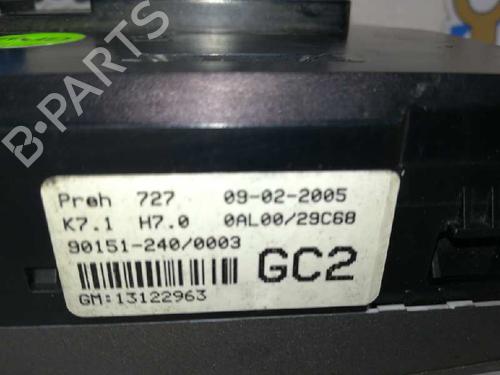 B-PARTS
Preh 727 09-02-2005
K7.1 H7.0 0AL00/29C68
90151-240/0003
GC2
GM:13122963